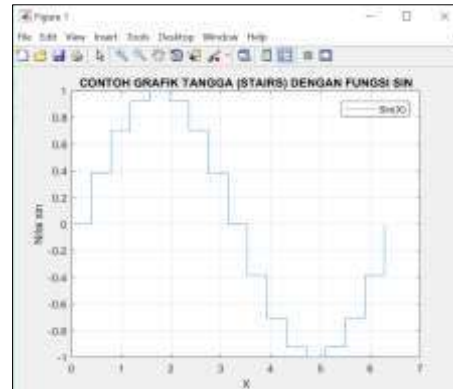 Figure 1
File Edit View Insert Tools Desktop Window Help
CONTOH GRAFIK TANGGA (STAIRS) DENGAN FUNGSI SIN
Sin(X)
1
0.8
0.6
0.4
0.2
0
-0.2
-0.4
-0.6
-0.8
-1
Nilai sin
0 1 2 3 4 5 6 7
X